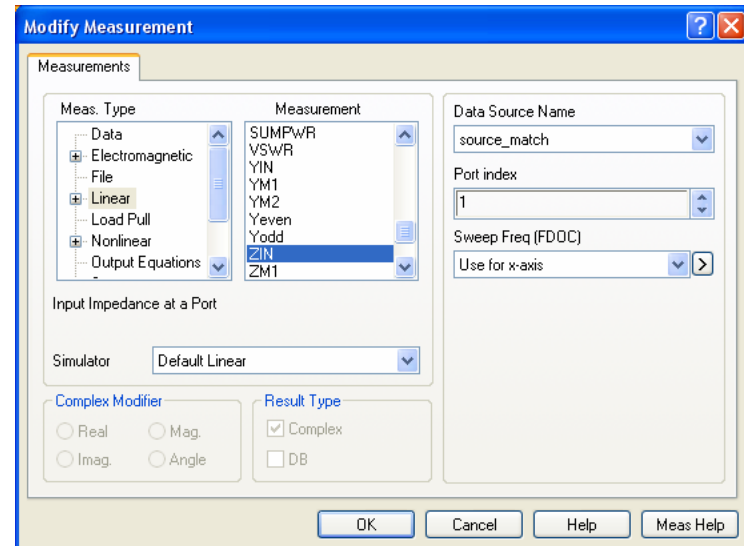 Modify Measurement
Measurements
Meas. Type
Data
Electromagnetic
File
Linear
Load Pull
Nonlinear
Output Equations
Measurement
SUMPWR
VSWR
YIN
YM1
YM2
Yeven
Yodd
ZIN
ZM1
Input Impedance at a Port
Simulator
Default Linear
Complex Modifier
Real
Mag.
Imag.
Angle
Result Type
Complex
DB
Data Source Name
source_match
Port index
1
Sweep Freq (FDOC)
Use for x-axis
>
OK
Cancel
Help
Meas Help